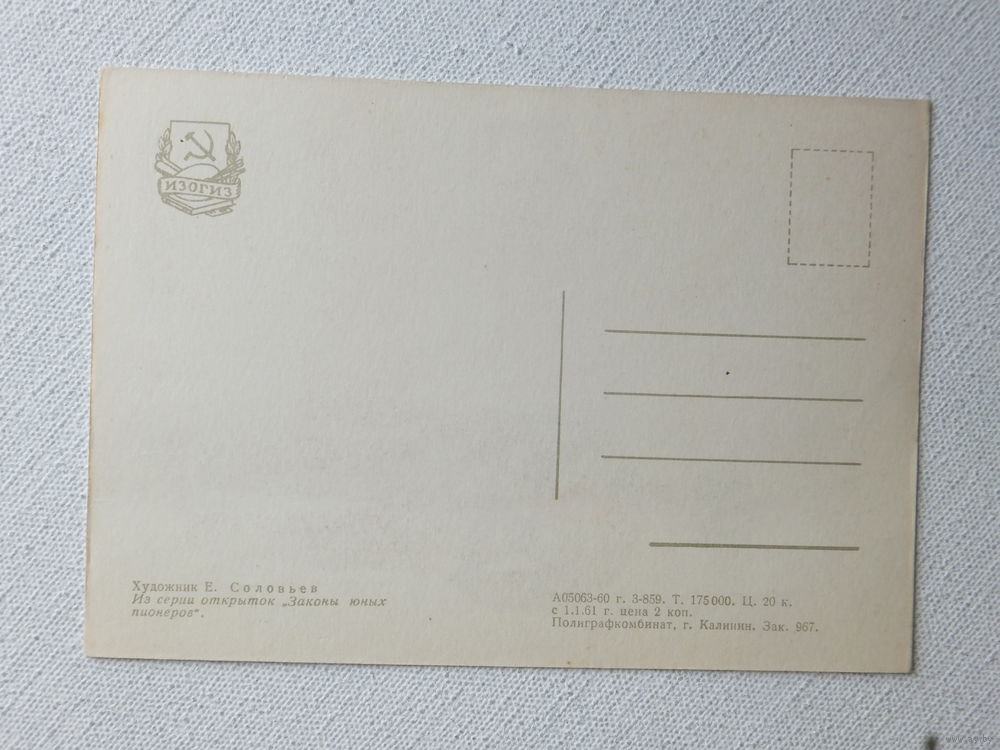 ИЗОГИЗ
Художник Е. Соловьев
Из серии открыток „Законы юных
пионеров“.
А05063-60 г. 3-859. Т. 175000. Ц. 20 к.
с 1.1.61 г. цена 2 коп.
Полиграфкомбинат, г. Калинин. Зак. 967.